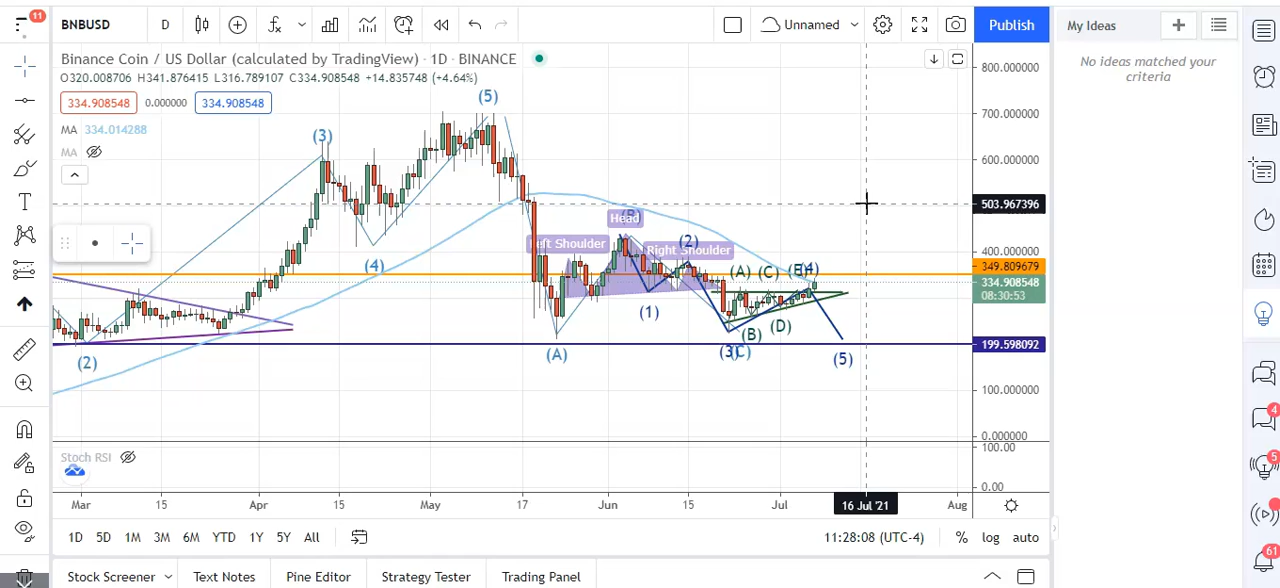 11
BNBUSD
D
Unnamed
Publish
My Ideas
No ideas matched your
criteria
Binance Coin / US Dollar (calculated by TradingView) · 1D · BINANCE
O320.008706 H341.876415 L316.789107 C334.908548 +14.835748 (+4.64%)
334.908548 0.000000 334.908548
MA 334.014288
MA
800.000000
700.000000
600.000000
503.967396
400.000000
349.809679
334.908548
08:30:53
199.598092
100.000000
0.000000
(5)
(3)
(4)
(2)
Head
Left Shoulder
Right Shoulder
(2)
(A)
(C)
(4)
(1)
(B)
(D)
(A)
(3)
(5)
Stoch RSI
100.00
0.00
Mar 15 Apr 15 May 17 Jun 15 Jul 16 Jul '21 Aug
1D 5D 1M 3M 6M YTD 1Y 5Y All
11:28:08 (UTC-4) % log auto
Stock Screener Text Notes Pine Editor Strategy Tester Trading Panel
4
5
61